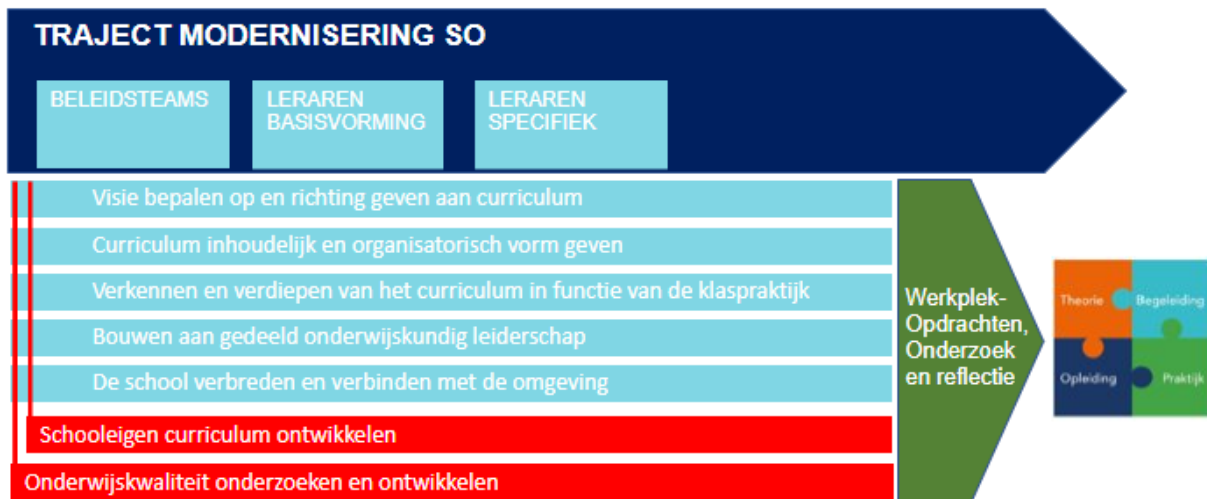 TRAJECT MODERNISERING SO
BELEIDSTEAMS
LERAREN
BASISVORMING
LERAREN
SPECIFIEK
Visie bepalen op en richting geven aan curriculum
Curriculum inhoudelijk en organisatorisch vorm geven
Verkennen en verdiepen van het curriculum in functie van de klaspraktijk
Bouwen aan gedeeld onderwijskundig leiderschap
De school verbreden en verbinden met de omgeving
Schooleigen curriculum ontwikkelen
Onderwijskwaliteit onderzoeken en ontwikkelen
Werkplek-
Opdrachten,
Onderzoek
en reflectie
Theorie
Begeleiding
Opleiding
Praktijk